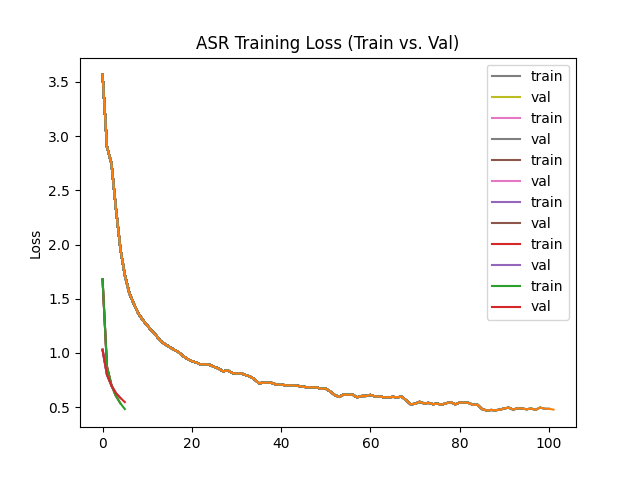 ASR Training Loss (Train vs. Val)
Loss
3.5
3.0
2.5
2.0
1.5
1.0
0.5
0
20
40
60
80
100
train
val
train
val
train
val
train
val
train
val
train
val